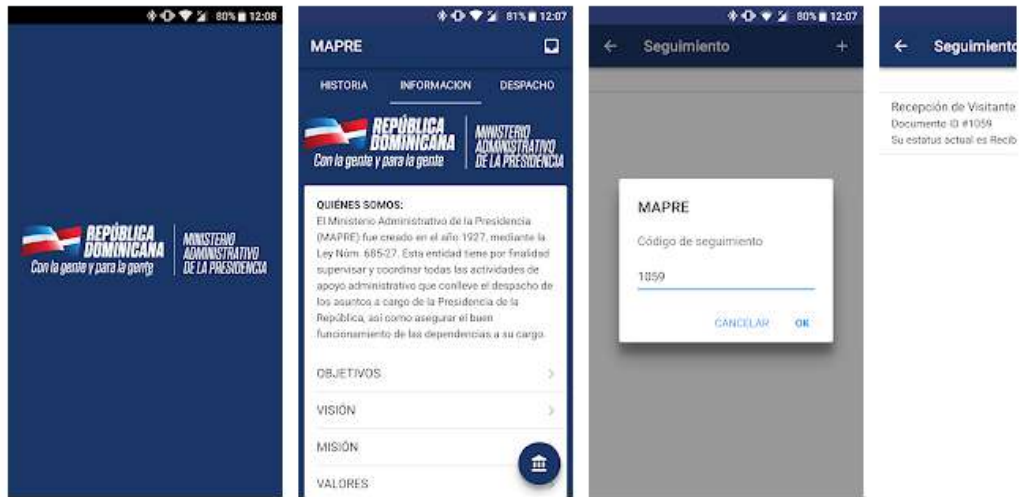 80% 12:08
REPÚBLICA
DOMINICANA
Con la gente y para la gente
MINISTERIO
ADMINISTRATIVO
DE LA PRESIDENCIA
81% 12:07
MAPRE
HISTORIA INFORMACION DESPACHO
REPÚBLICA
DOMINICANA
Con la gente y para la gente
MINISTERIO
ADMINISTRATIVO
DE LA PRESIDENCIA
QUIÉNES SOMOS:
El Ministerio Administrativo de la Presidencia
(MAPRE) fue creado en el año 1927, mediante la
Ley Núm. 685-27. Esta entidad tiene por finalidad
supervisar y coordinar todas las actividades de
apoyo administrativo que conlleve el despacho de
los asuntos a cargo de la Presidencia de la
República, así como asegurar el buen
funcionamiento de las dependencias a su cargo.
OBJETIVOS
VISIÓN
MISIÓN
VALORES
80% 12:07
Seguimiento
MAPRE
Código de seguimiento
1059
CANCELAR OK
Seguimiento
Recepción de Visitante
Documento ID #1059
Su estatus actual es Recib